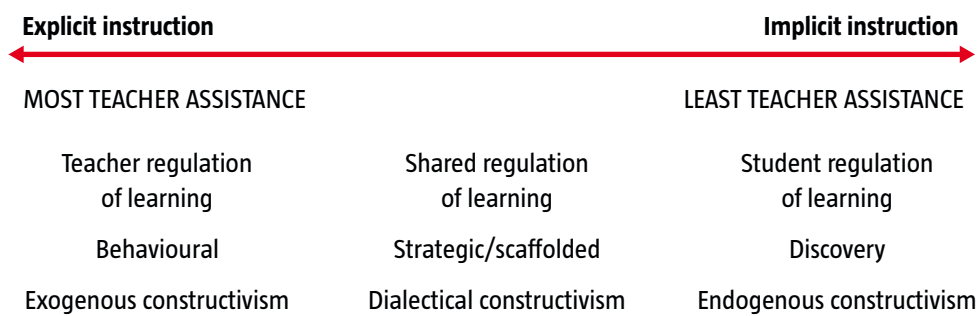 Explicit instruction Implicit instruction
MOST TEACHER ASSISTANCE LEAST TEACHER ASSISTANCE
Teacher regulation Shared regulation Student regulation
of learning of learning of learning
Behavioural Strategic/scaffolded Discovery
Exogenous constructivism Dialectical constructivism Endogenous constructivism